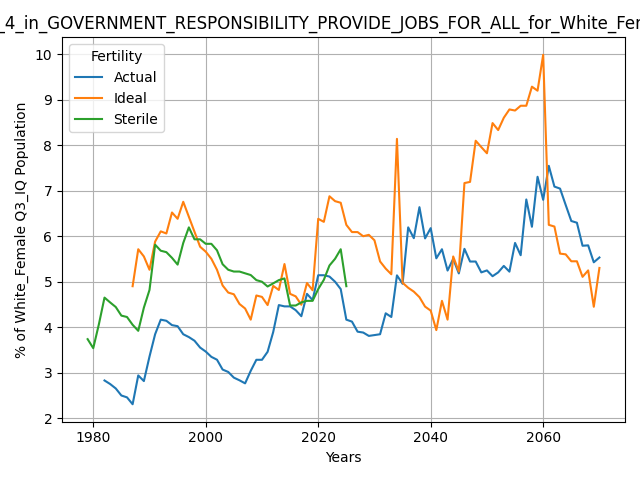 _4_in_GOVERNMENT_RESPONSIBILITY_PROVIDE_JOBS_FOR_ALL_for_White_Fem
Fertility
Actual
Ideal
Sterile
% of White_Female Q3_IQ Population
10
9
8
7
6
5
4
3
2
1980
2000
2020
2040
2060
Years